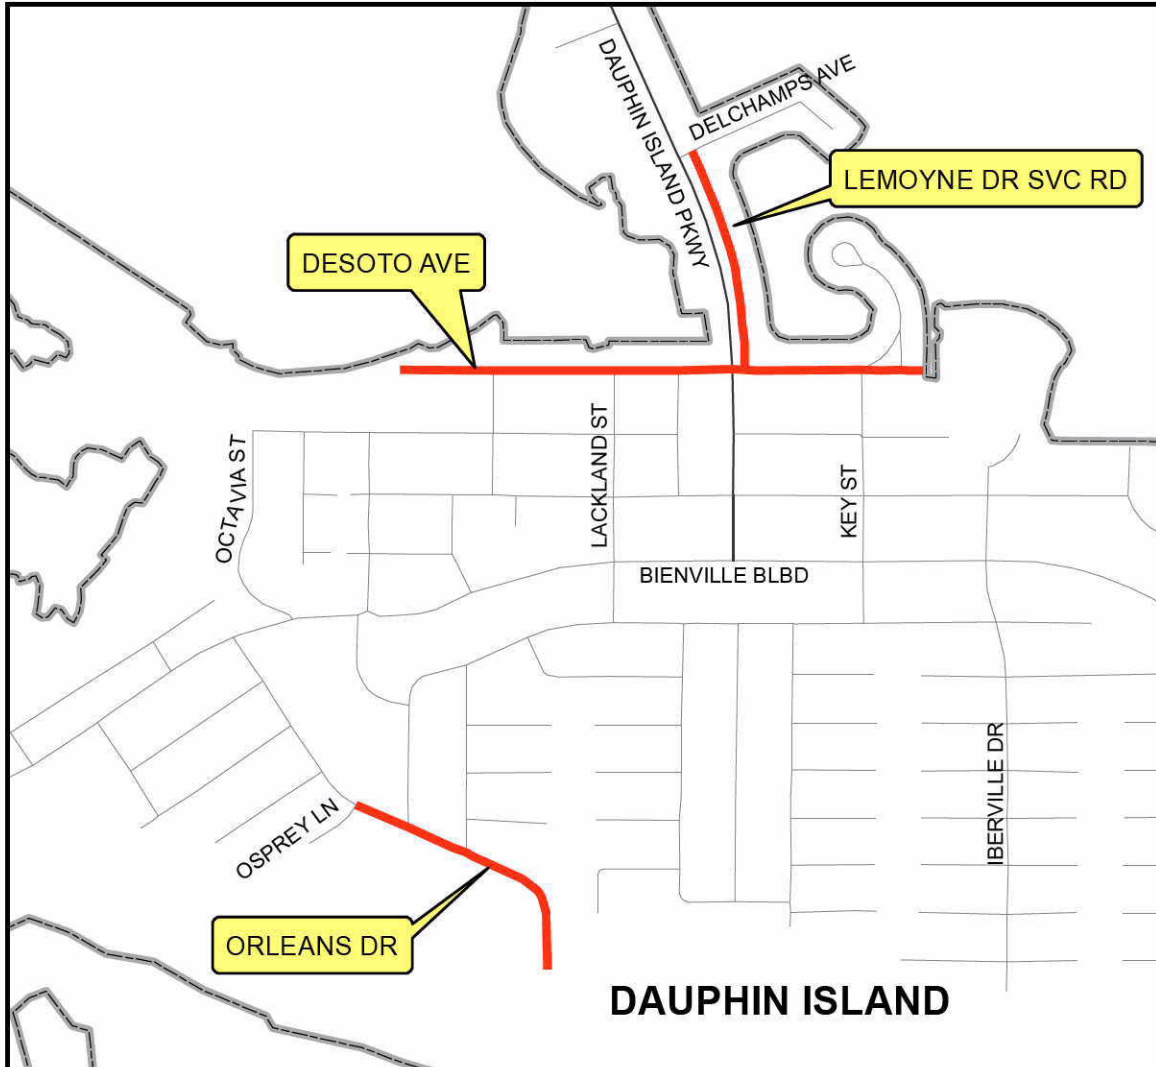 DAUPHIN ISLAND PKWY
DELCHAMPS AVE
LEMOYNE DR SVC RD
DESOTO AVE
OCTAVIA ST
LACKLAND ST
KEY ST
BIENVILLE BLBD
IBERVILLE DR
OSPREY LN
ORLEANS DR
DAUPHIN ISLAND